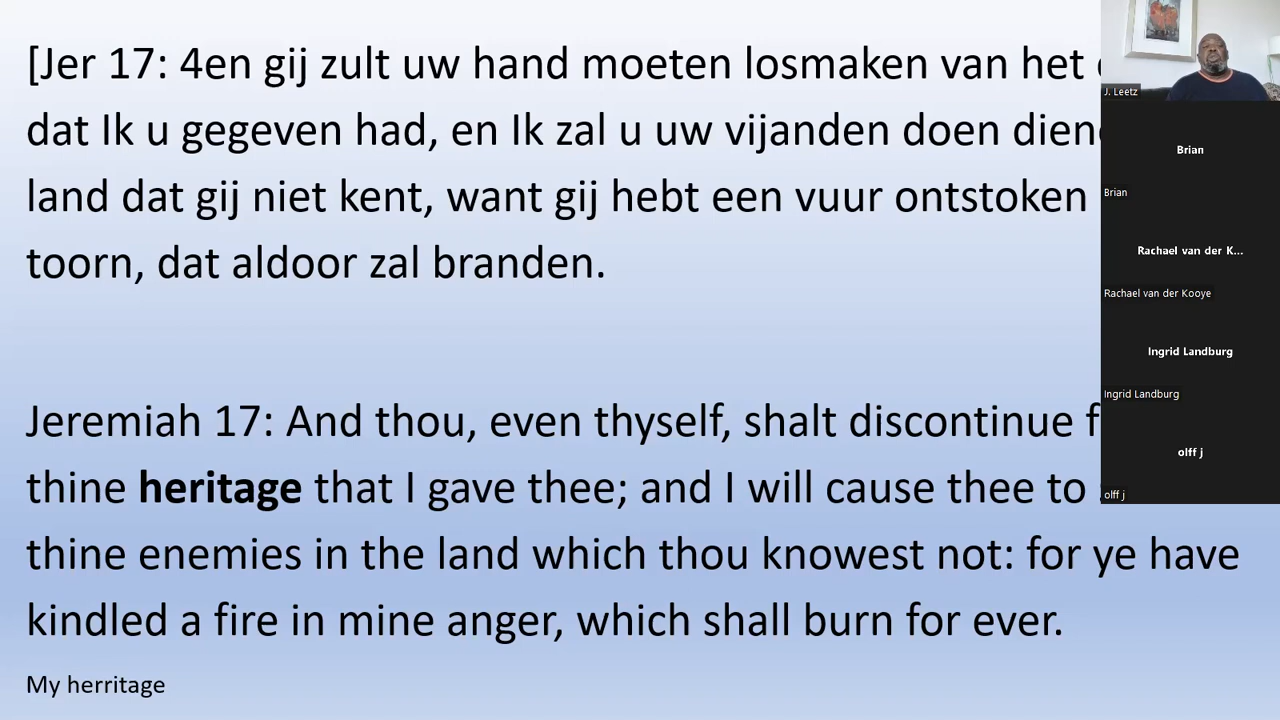 [Jer 17: 4en gij zult uw hand moeten losmaken van het
dat Ik u gegeven had, en Ik zal u uw vijanden doen
land dat gij niet kent, want gij hebt een vuur ontstoken
toorn, dat aldoor zal branden.
Jeremiah 17: And thou, even thyself, shalt discontinue
thine heritage that I gave thee; and I will cause thee to
thine enemies in the land which thou knowest not: for ye have
kindled a fire in mine anger, which shall burn for ever.
My herritage
J. Leetz
Brian
Brian
Rachael van der K...
Rachael van der Kooye
Ingrid Landburg
Ingrid Landburg
olff j
olff j